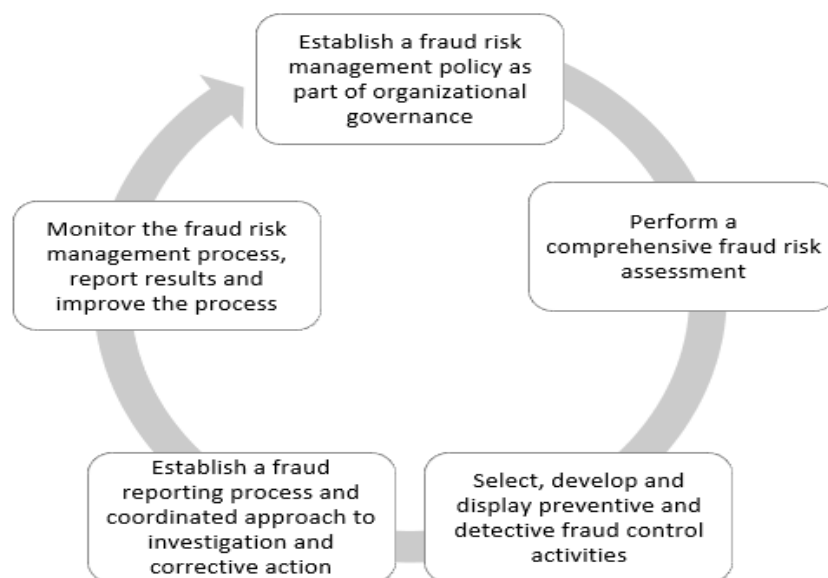 Establish a fraud risk
management policy as
part of organizational
governance
Perform a
comprehensive fraud risk
assessment
Select, develop and
display preventive and
detective fraud control
activities
Establish a fraud
reporting process and
coordinated approach to
investigation and
corrective action
Monitor the fraud risk
management process,
report results and
improve the process